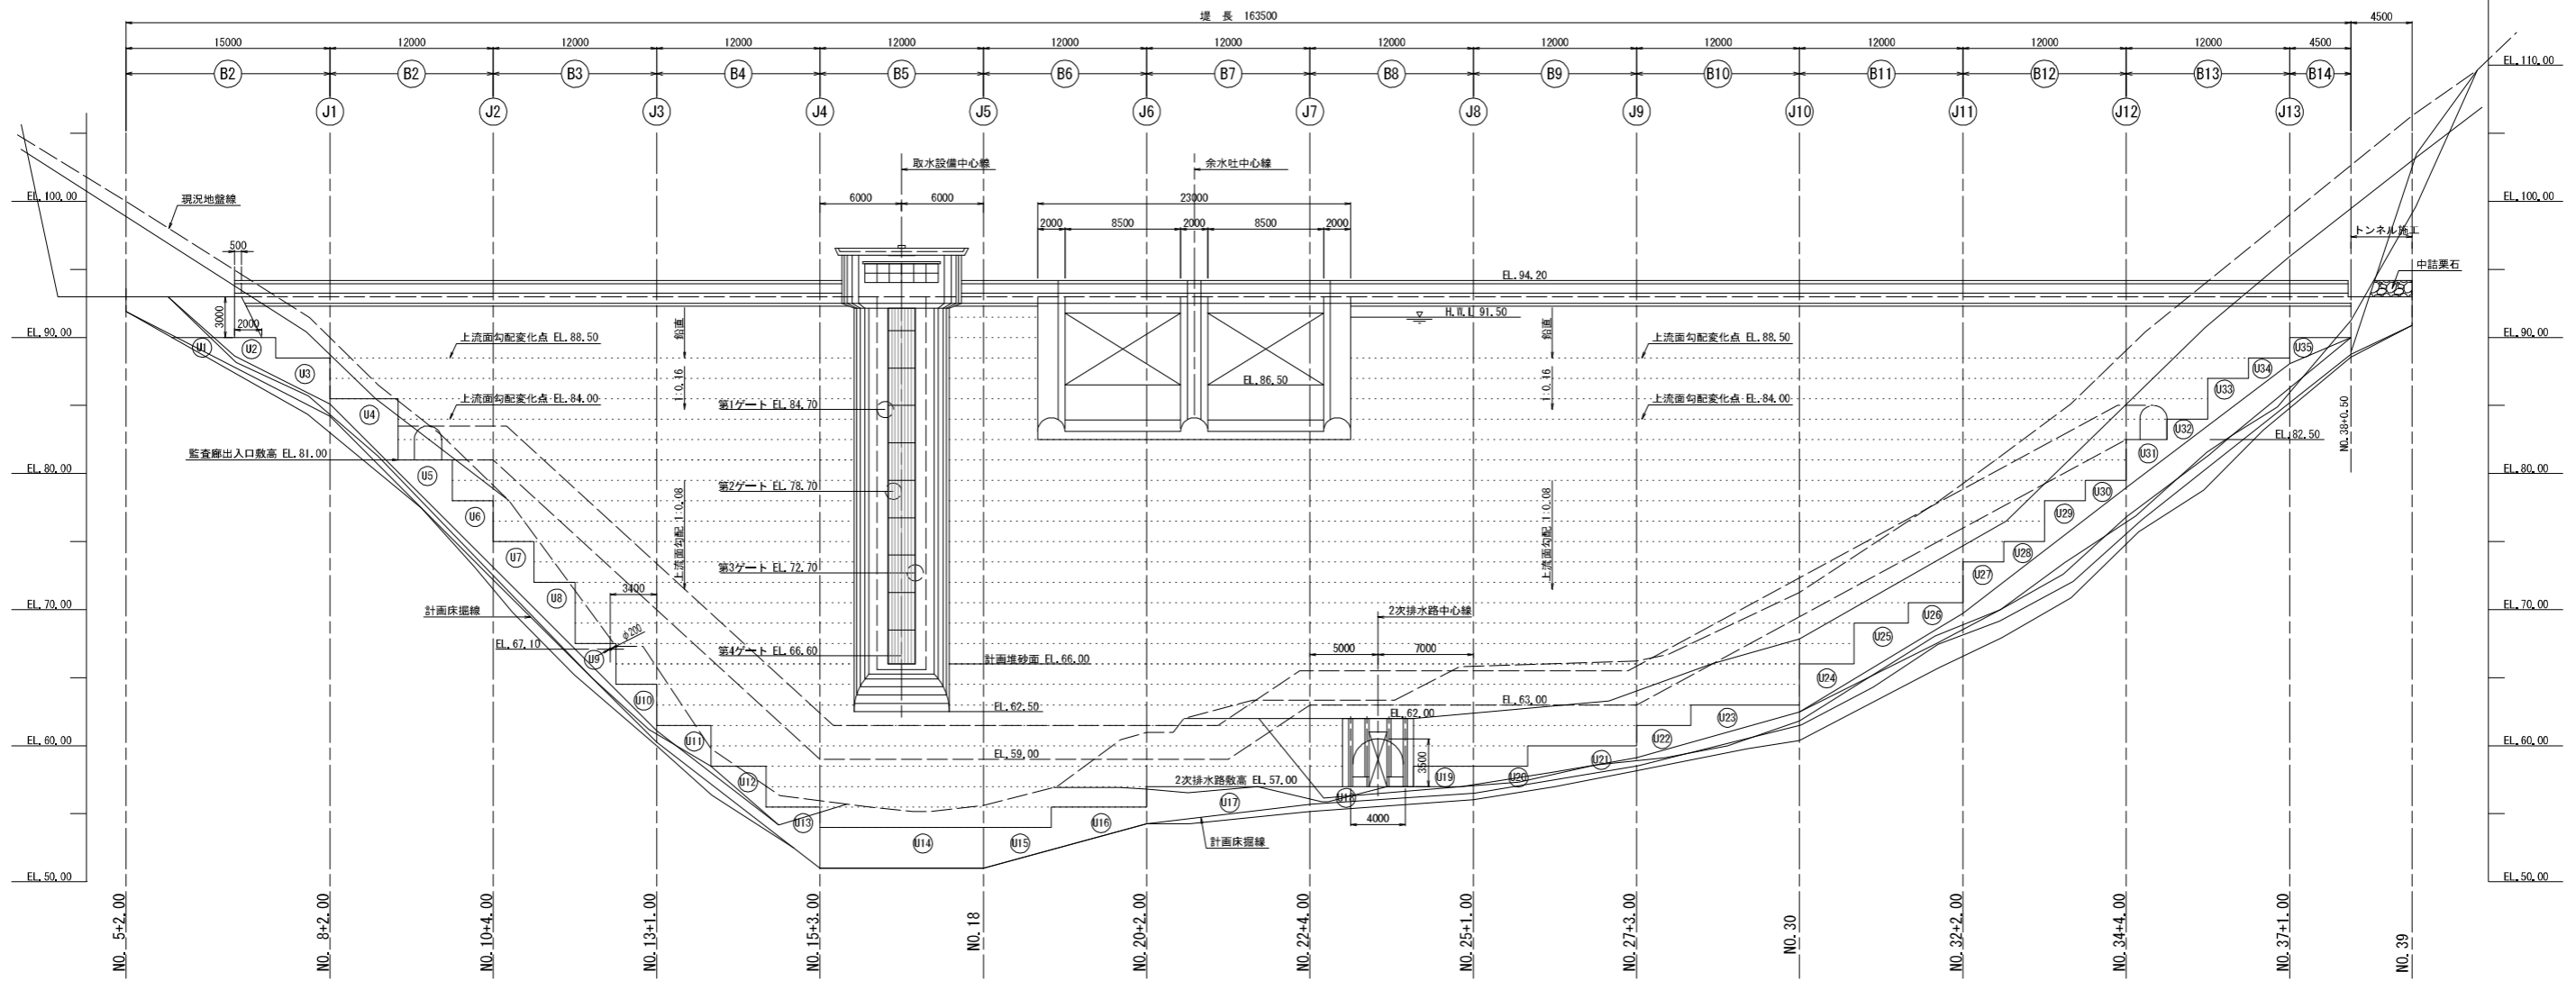 堤 長 163500
4500
15000
12000
12000
12000
12000
12000
12000
12000
12000
12000
12000
12000
12000
4500
B2
B2
B3
B4
B5
B6
B7
B8
B9
B10
B11
B12
B13
B14
J1
J2
J3
J4
J5
J6
J7
J8
J9
J10
J11
J12
J13
EL.110.00
取水設備中心線
余水吐中心線
EL.100.00
現況地盤線
6000
6000
23000
EL.100.00
2000
8500
2000
8500
2000
トンネル施工
500
EL.94.20
中詰栗石
3000
2000
H.W.L 91.50
鉛直
鉛直
EL.90.00
上流面勾配変化点 EL.88.50
上流面勾配変化点 EL.88.50
EL.90.00
U1
U2
U3
U35
U34
1:0.16
1:0.16
EL.86.50
U33
上流面勾配変化点 EL.84.00
第1ゲート EL.84.70
上流面勾配変化点 EL.84.00
U4
U32
EL.82.50
NO.38+0.50
監査廊出入口敷高 EL.81.00
U5
U31
EL.80.00
EL.80.00
第2ゲート EL.78.70
U30
U6
U29
上流面勾配 1:0.08
上流面勾配 1:0.08
U7
U28
第3ゲート EL.72.70
U8
U27
3400
EL.70.00
計画床掘線
2次排水路中心線
U26
EL.70.00
φ200
U25
EL.67.10
U9
第4ゲート EL.66.60
計画堆砂面 EL.66.00
5000
7000
U10
U24
EL.62.50
EL.63.00
EL.62.00
U23
U11
U22
EL.60.00
EL.59.00
3500
U21
EL.60.00
U12
2次排水路敷高 EL.57.00
U19
U20
U13
U16
U17
U18
4000
U14
U15
計画床掘線
EL.50.00
EL.50.00
NO. 5+2.00
NO. 8+2.00
NO.10+4.00
NO.13+1.00
NO.15+3.00
NO.18
NO.20+2.00
NO.22+4.00
NO.25+1.00
NO.27+3.00
NO.30
NO.32+2.00
NO.34+4.00
NO.37+1.00
NO.39